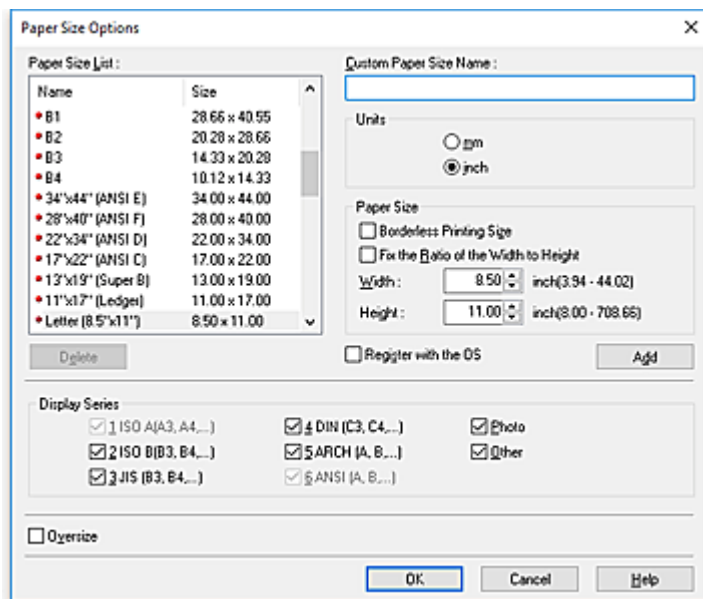 Paper Size Options
Paper Size List :
Name Size
B1 28.66 x 40.55
B2 20.28 x 28.66
B3 14.33 x 20.28
B4 10.12 x 14.33
34"x44" (ANSI E) 34.00 x 44.00
28"x40" (ANSI F) 28.00 x 40.00
22"x34" (ANSI D) 22.00 x 34.00
17"x22" (ANSI C) 17.00 x 22.00
13"x19" (Super B) 13.00 x 19.00
11"x17" (Ledger) 11.00 x 17.00
Letter (8.5"x11") 8.50 x 11.00
Delete
Custom Paper Size Name :
Units
mm
inch
Paper Size
Borderless Printing Size
Fix the Ratio of the Width to Height
Width : 8.50 inch(3.94 - 44.02)
Height : 11.00 inch(8.00 - 708.66)
Register with the OS
Add
Display Series
1 ISO A(A3, A4,...) 4 DIN (C3, C4,...) Photo
2 ISO B(B3, B4,...) 5 ARCH (A, B,...) Other
3 JIS (B3, B4,...) 6 ANSI (A, B,...)
Oversize
OK Cancel Help